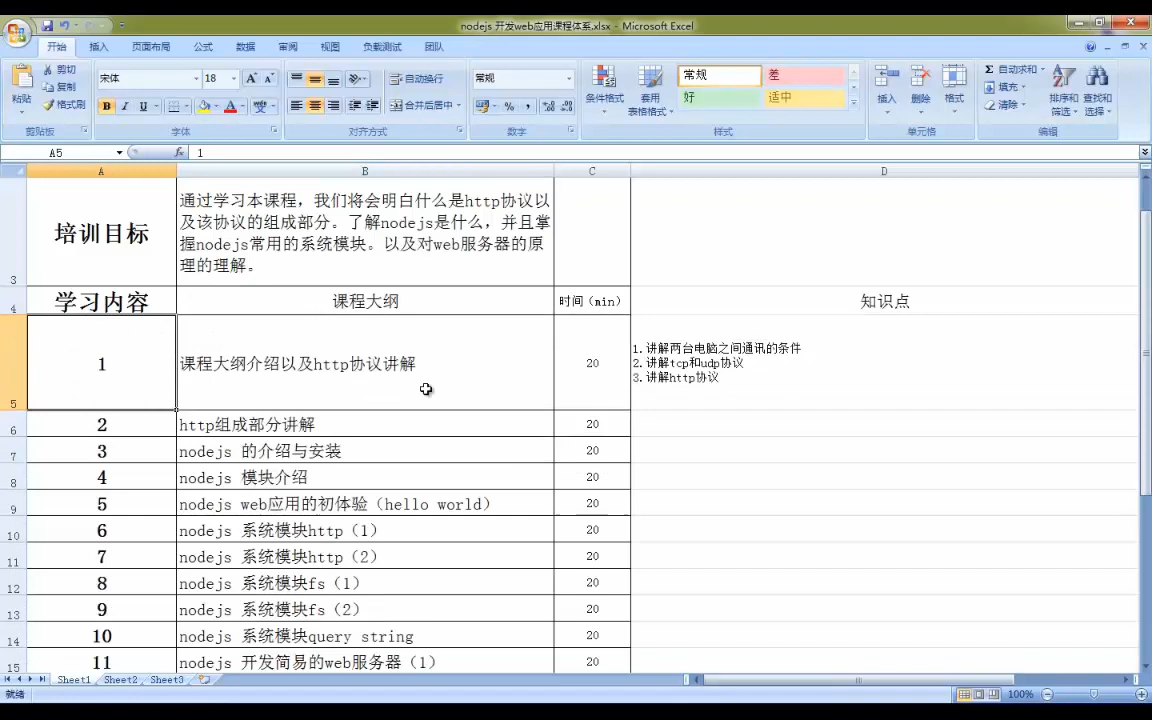 nodejs 开发web应用课程体系.xlsx - Microsoft Excel
开始 插入 页面布局 公式 数据 审阅 视图 负载测试 团队
粘贴 剪切 复制 格式刷 剪贴板
宋体 18 字体
自动换行 合并后居中 对齐方式
常规 数字
条件格式 套用表格格式 常规 差 好 适中 样式
插入 删除 格式 单元格
自动求和 填充 清除 排序和筛选 查找和选择 编辑
A5 fx 1
A B C D
3 培训目标
通过学习本课程，我们将会明白什么是http协议以
及该协议的组成部分。了解nodejs是什么，并且掌
握nodejs常用的系统模块。以及对web服务器的原
理的理解。
4 学习内容 课程大纲 时间（min） 知识点
5 1 课程大纲介绍以及http协议讲解 20
1.讲解两台电脑之间通讯的条件
2.讲解tcp和udp协议
3.讲解http协议
6 2 http组成部分讲解 20
7 3 nodejs 的介绍与安装 20
8 4 nodejs 模块介绍 20
9 5 nodejs web应用的初体验（hello world） 20
10 6 nodejs 系统模块http（1） 20
11 7 nodejs 系统模块http（2） 20
12 8 nodejs 系统模块fs（1） 20
13 9 nodejs 系统模块fs（2） 20
14 10 nodejs 系统模块query string 20
15 11 nodejs 开发简易的web服务器（1） 20
Sheet1 Sheet2 Sheet3
就绪 100%